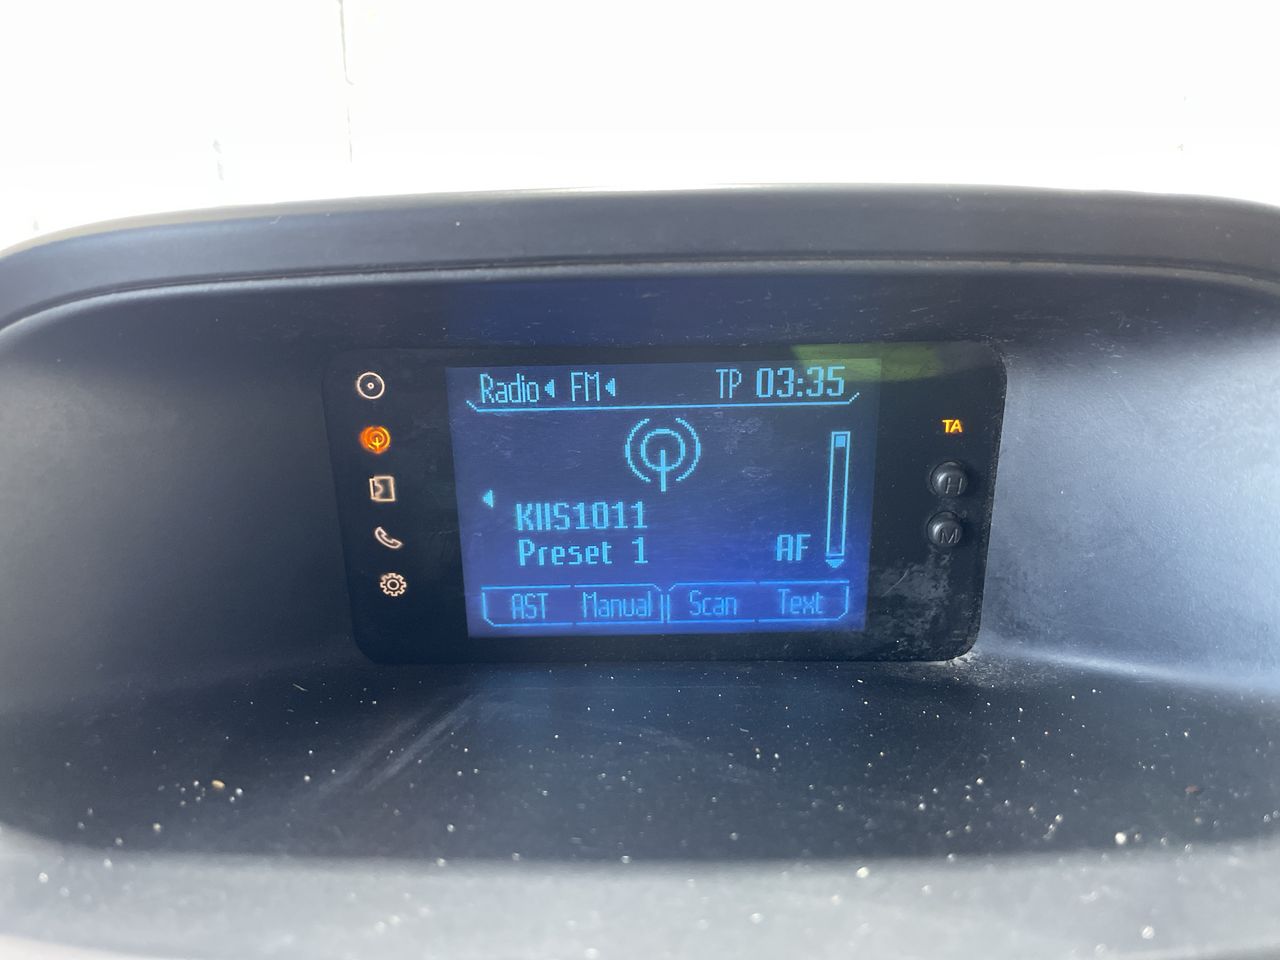 Radio FM TP 03:35
TA
H
KIIS1011
M
Preset 1 AF
AST Manual Scan Text